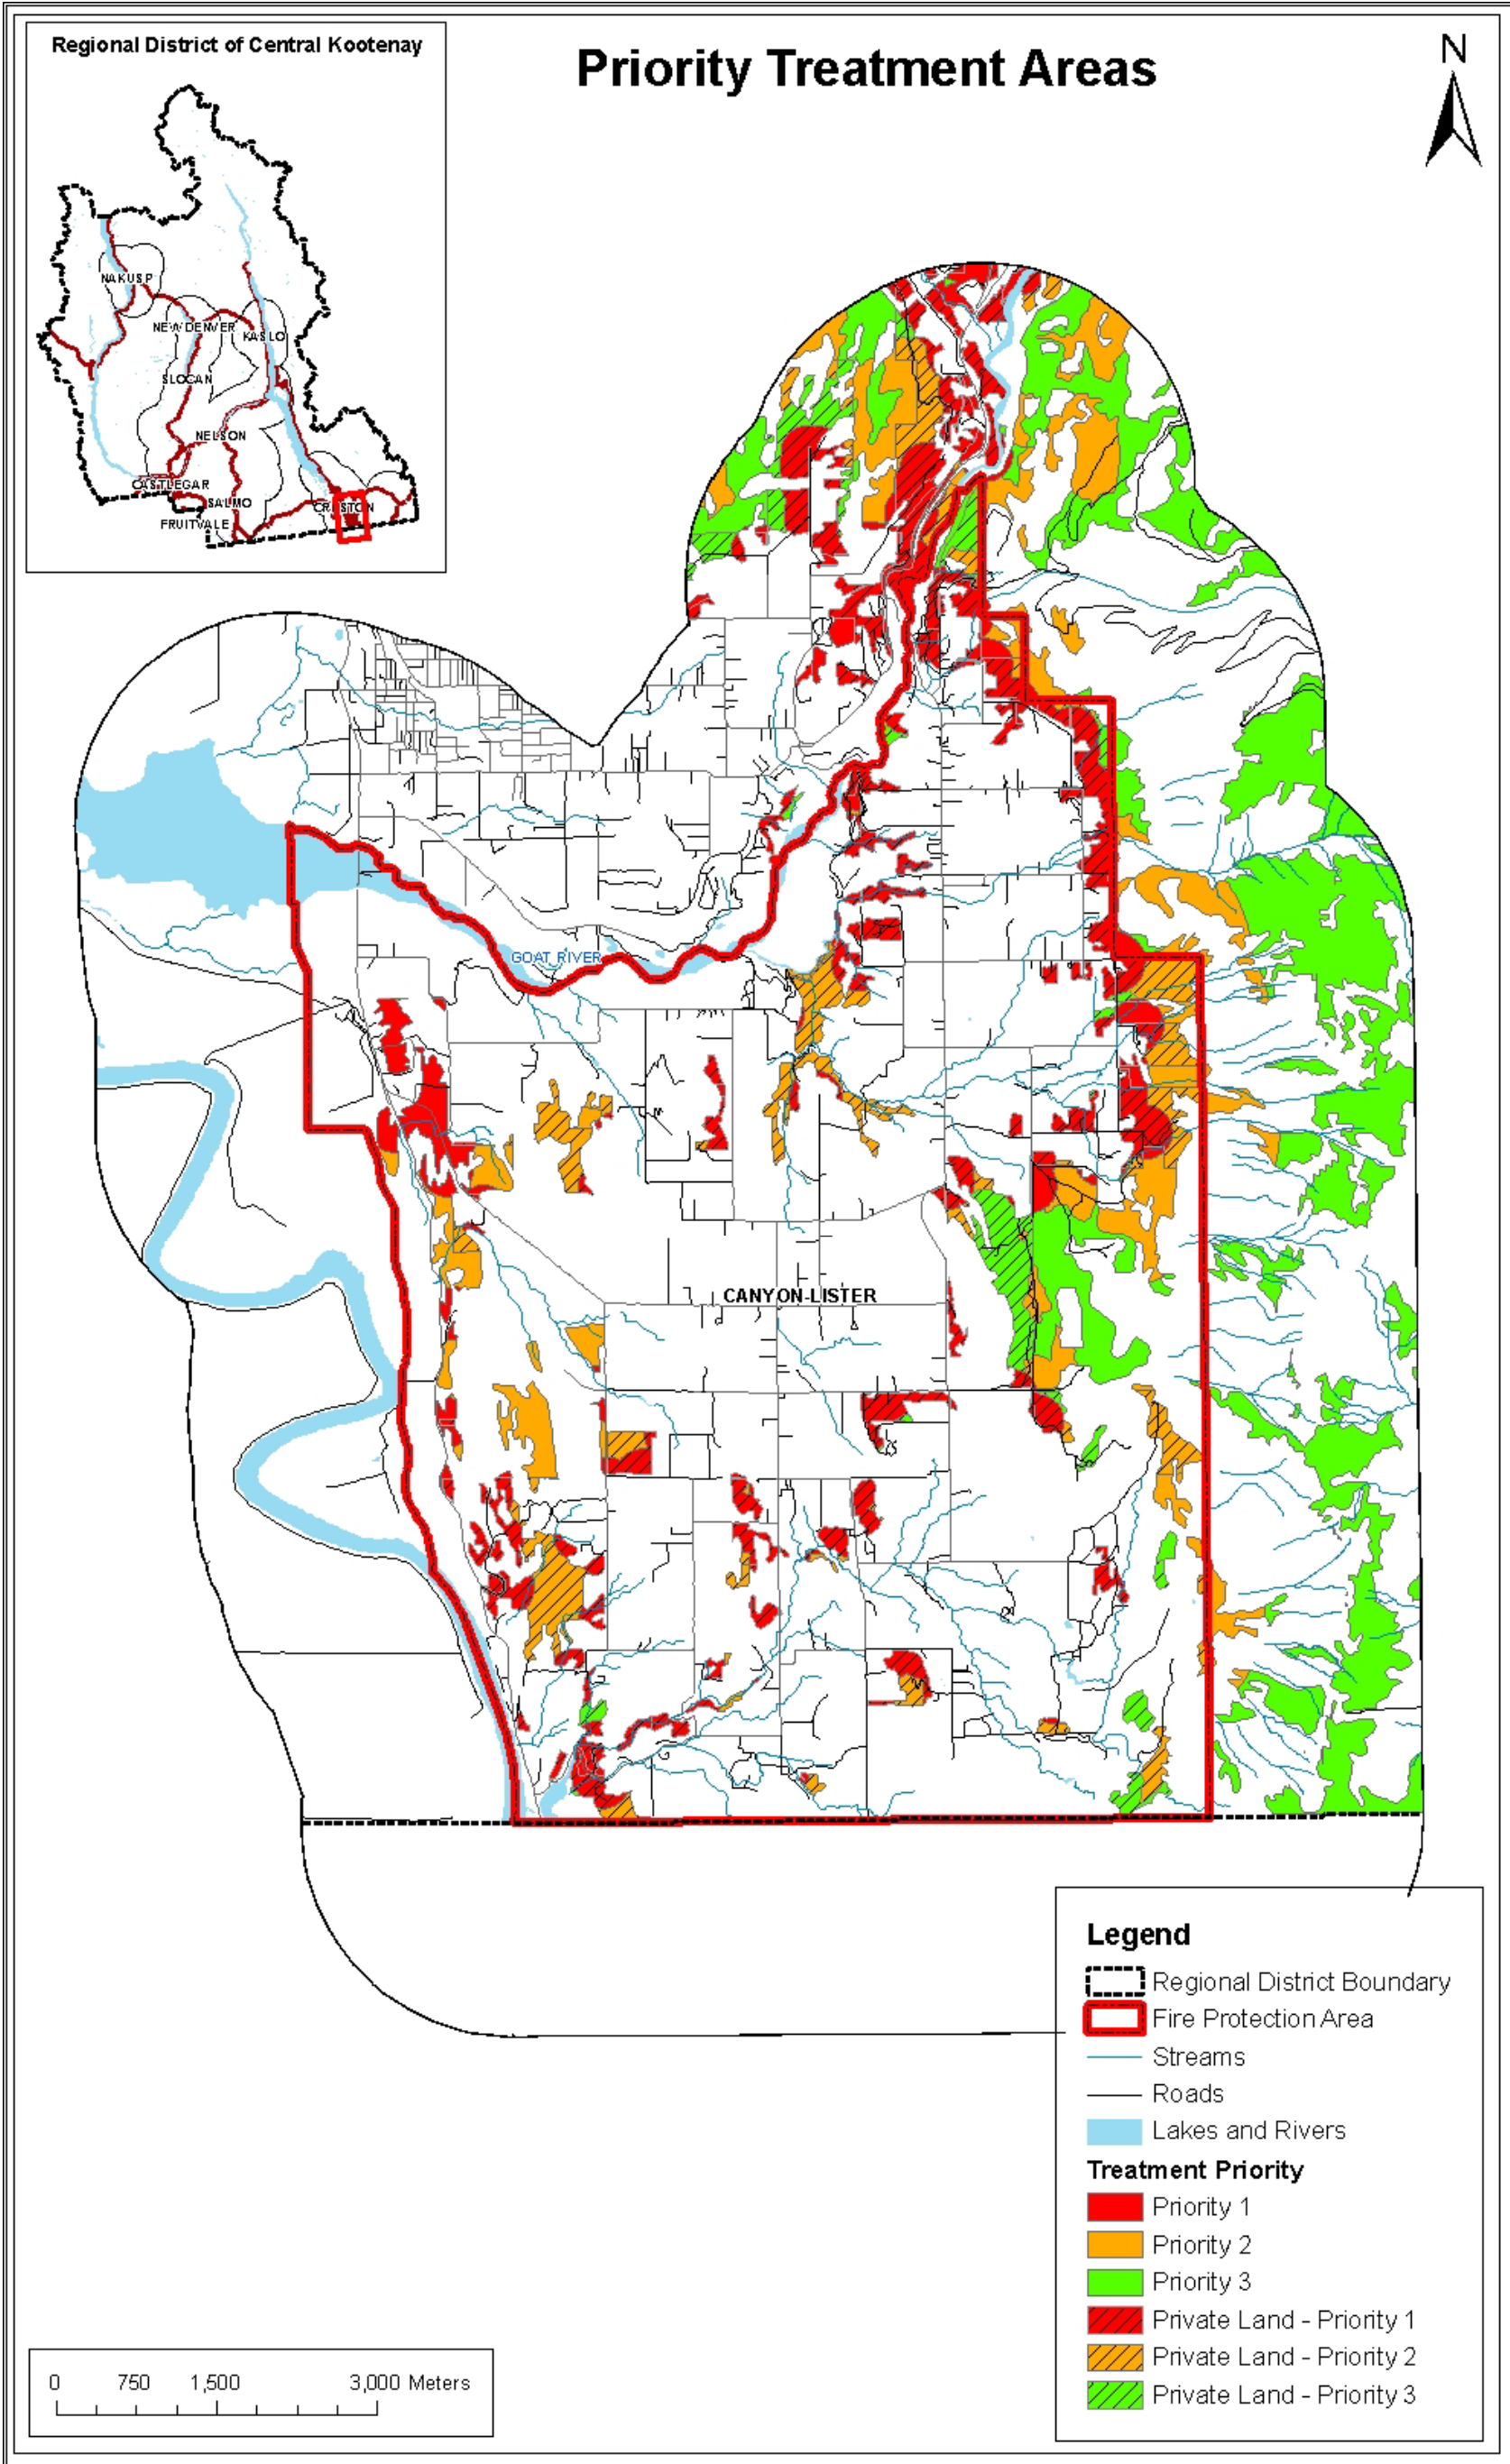 Regional District of Central Kootenay
Priority Treatment Areas
N
NAKUSP
NEW DENVER
KASLO
SLOCAN
NELSON
CASTLEGAR
SALMO
CRESTON
FRUITVALE
GOAT RIVER
CANYON-LISTER
Legend
Regional District Boundary
Fire Protection Area
Streams
Roads
Lakes and Rivers
Treatment Priority
Priority 1
Priority 2
Priority 3
Private Land - Priority 1
Private Land - Priority 2
Private Land - Priority 3
0 750 1,500 3,000 Meters